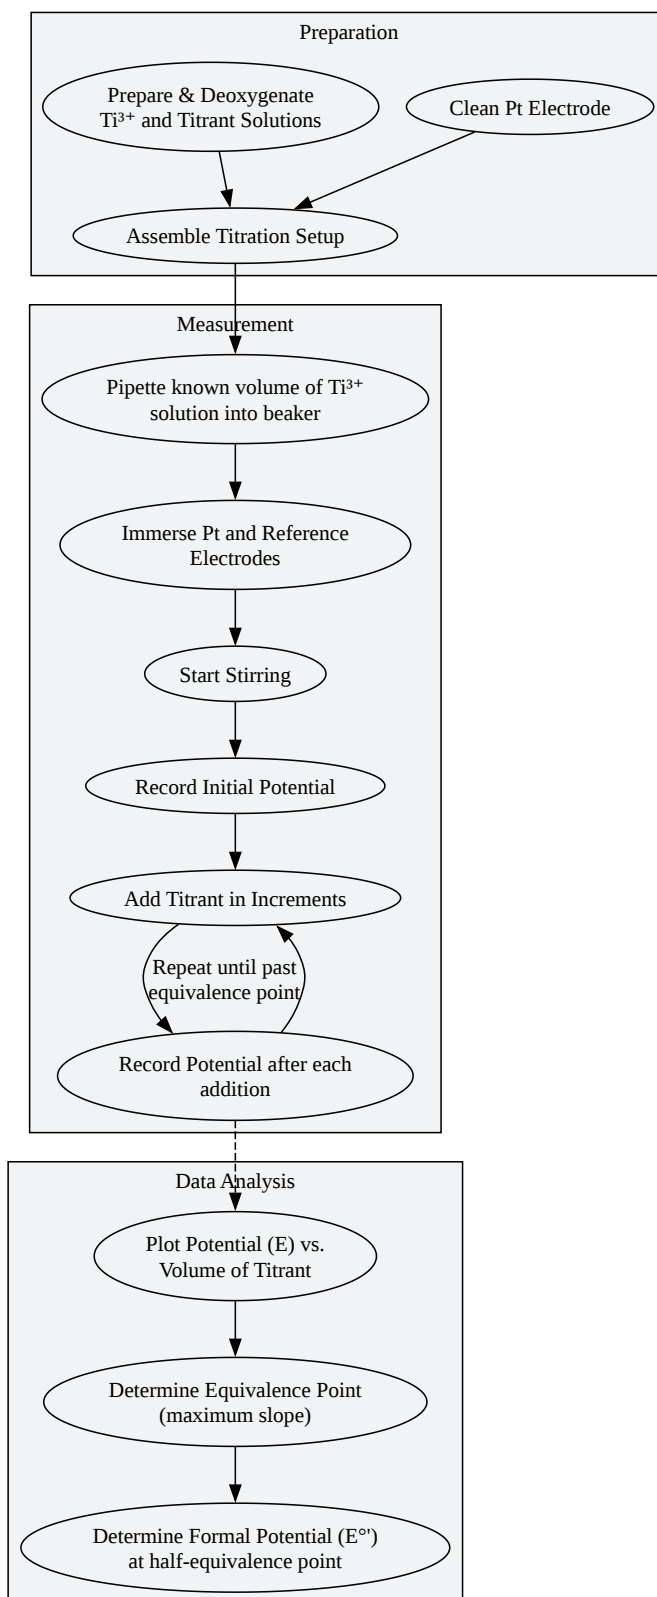 Preparation
Prepare & Deoxygenate
Ti³⁺ and Titrant Solutions
Clean Pt Electrode
Assemble Titration Setup
Measurement
Pipette known volume of Ti³⁺
solution into beaker
Immerse Pt and Reference
Electrodes
Start Stirring
Record Initial Potential
Add Titrant in Increments
Repeat until past
equivalence point
Record Potential after each
addition
Data Analysis
Plot Potential (E) vs.
Volume of Titrant
Determine Equivalence Point
(maximum slope)
Determine Formal Potential (E°')
at half-equivalence point